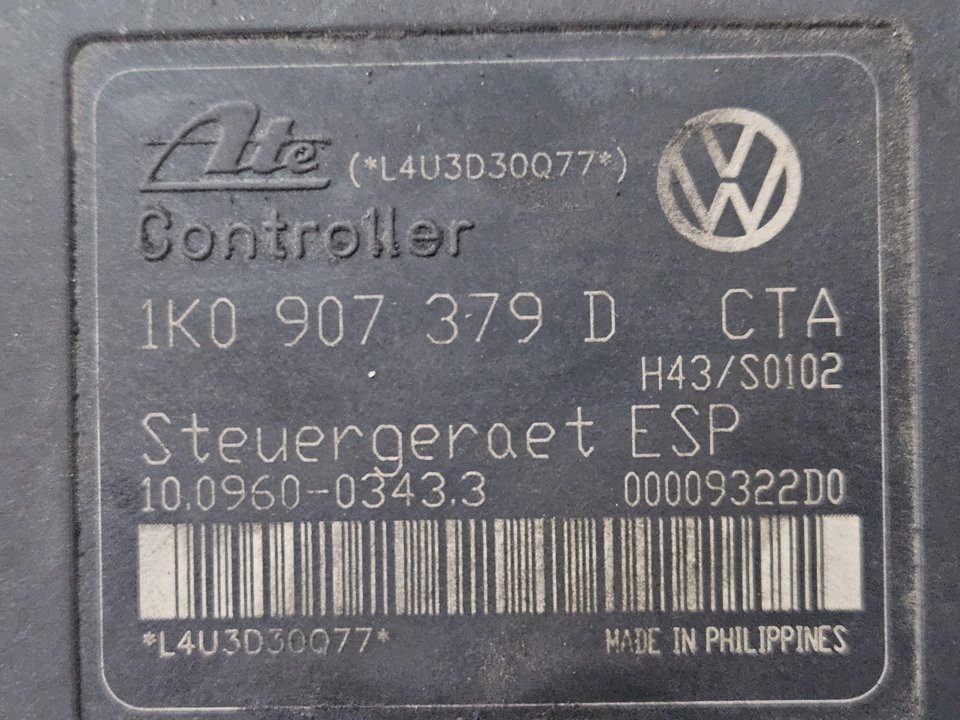 Ate (*L4U3D30Q77*)
VW
Controller
1K0 907 379 D CTA
H43/S0102
Steuergeraet ESP
10.0960-0343.3 00009322D0
*L4U3D30Q77* MADE IN PHILIPPINES